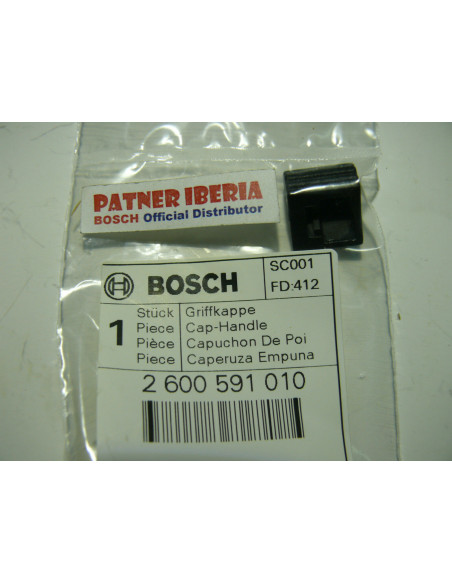 PATNER IBERIA
BOSCH Official Distributor
BOSCH
SC001
FD:412
1
Stück Griffkappe
Piece Cap-Handle
Pièce Capuchon De Poi
Pieza Caperuza Empuna
2 600 591 010